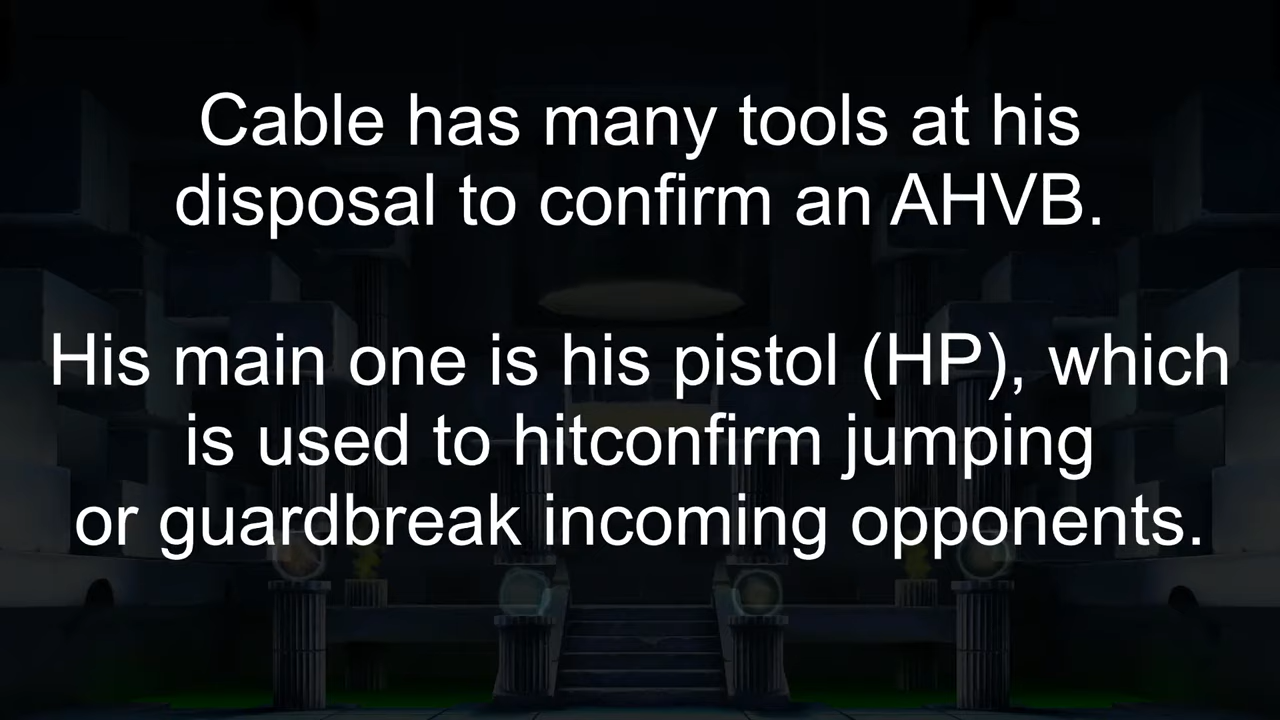 Cable has many tools at his
disposal to confirm an AHVB.
His main one is his pistol (HP), which
is used to hitconfirm jumping
or guardbreak incoming opponents.